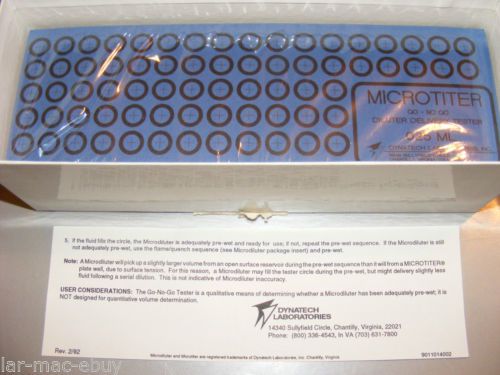 MICROTITER
GO - NO GO
DILUTER DELIVERY TESTER
.025 ML
5. If the fluid fills the circle, the Microdiluter is adequately pre-wet and ready for use; if not, repeat the pre-wet sequence. If the Microdiluter is still
not adequately pre-wet, use the flame/quench sequence (see Microdiluter package insert) and pre-wet.
Note: A Microdiluter will pick up a slightly larger volume from an open surface reservoir during the pre-wet sequence than it will from a MICROTITER®
plate well, due to surface tension. For this reason, a Microdiluter may fill the tester circle during the pre-wet, but might delivery slightly less
fluid following a serial dilution. This is not indicative of Microdiluter inaccuracy.
USER CONSIDERATIONS: The Go-No-Go Tester is a qualitative means of determining whether a Microdiluter has been adequately pre-wet; it is
NOT designed for quantitative volume determination.
DYNATECH
LABORATORIES
14340 Sullyfield Circle, Chantilly, Virginia, 22021
Phone (800) 336-4543, In VA (703) 631-7800
Rev. 2/92
Microtiter and Microdiluter are registered trademarks of Dynatech Laboratories, Inc. Chantilly, Virginia
9011014002
lar-mac-ebuy